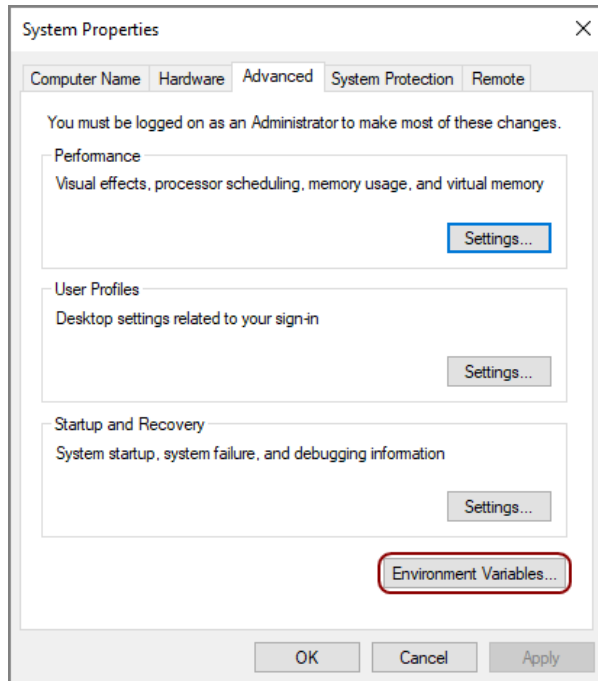 System Properties
Computer Name Hardware Advanced System Protection Remote
You must be logged on as an Administrator to make most of these changes.
Performance
Visual effects, processor scheduling, memory usage, and virtual memory
Settings...
User Profiles
Desktop settings related to your sign-in
Settings...
Startup and Recovery
System startup, system failure, and debugging information
Settings...
Environment Variables...
OK Cancel Apply